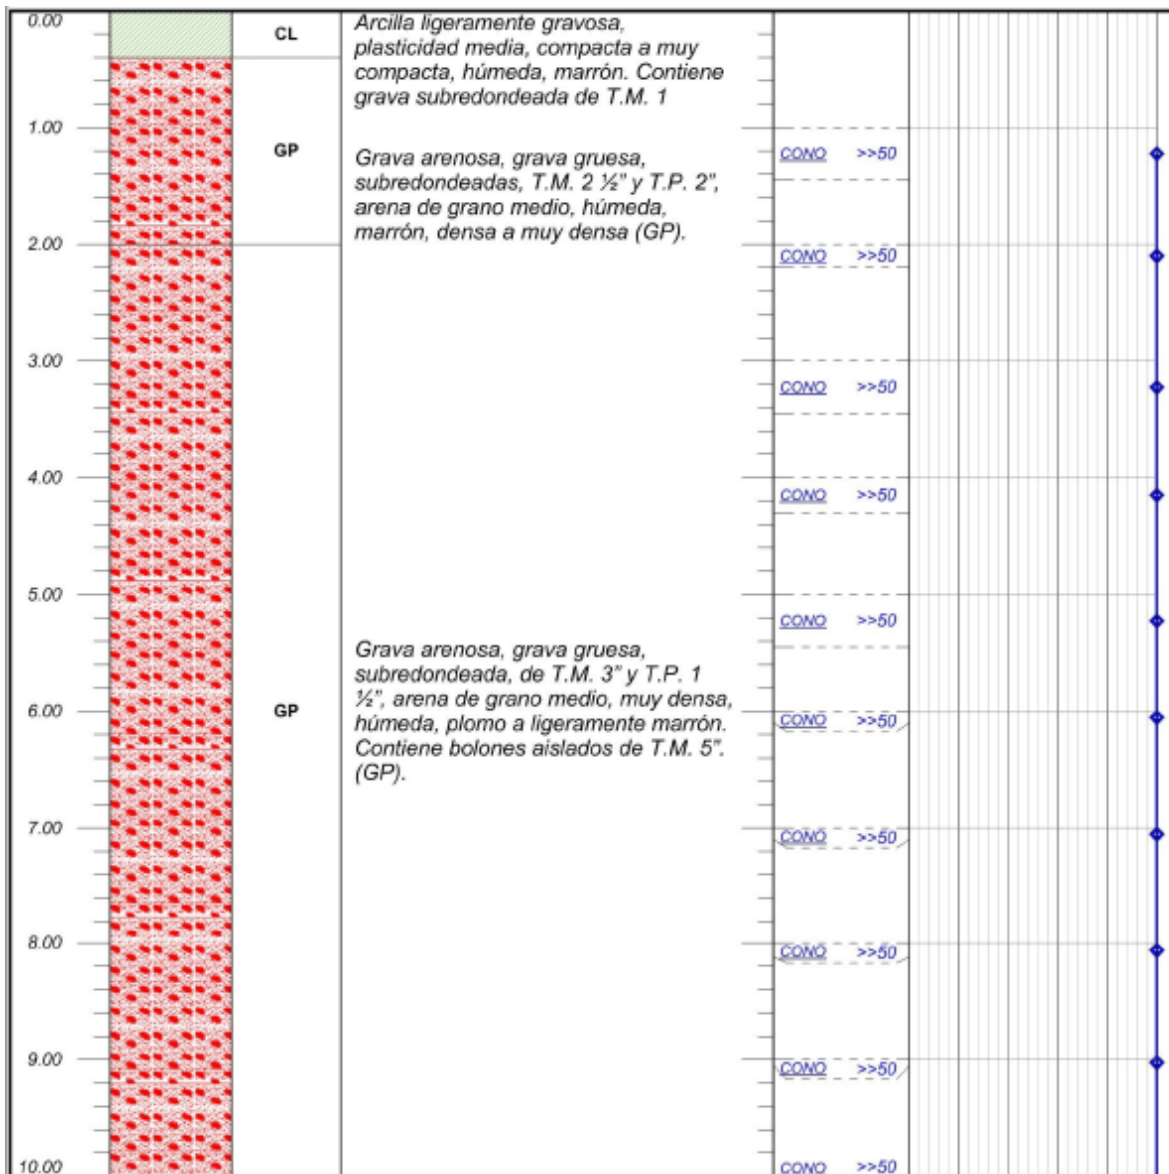 0.00
CL
Arcilla ligeramente gravosa,
plasticidad media, compacta a muy
compacta, húmeda, marrón. Contiene
grava subredondeada de T.M. 1
1.00
GP
Grava arenosa, grava gruesa,
subredondeadas, T.M. 2 ½” y T.P. 2”,
arena de grano medio, húmeda,
marrón, densa a muy densa (GP).
CONO >>50
2.00
CONO >>50
3.00
CONO >>50
4.00
CONO >>50
5.00
CONO >>50
Grava arenosa, grava gruesa,
subredondeada, de T.M. 3” y T.P. 1
½”, arena de grano medio, muy densa,
húmeda, plomo a ligeramente marrón.
Contiene bolones aislados de T.M. 5”.
(GP).
6.00
GP
CONO >>50
7.00
CONO >>50
8.00
CONO >>50
9.00
CONO >>50
10.00
CONO >>50